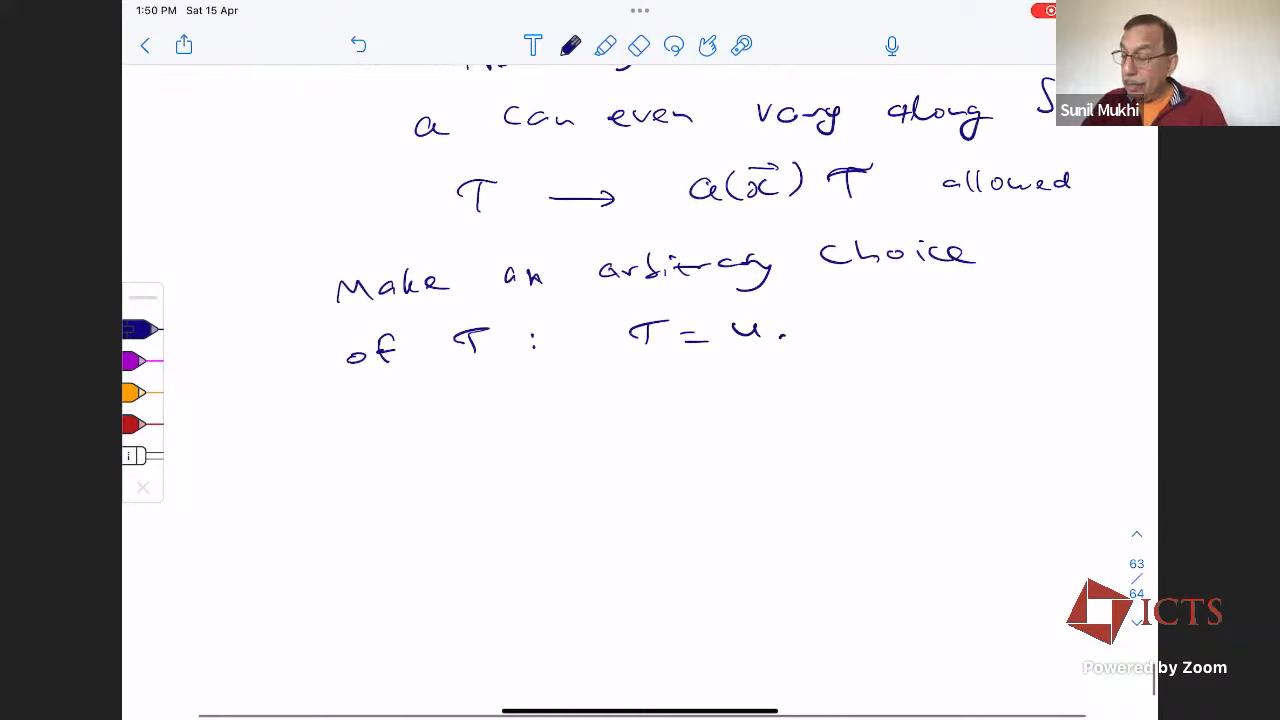 1:50 PM Sat 15 Apr
Sunil Mukhi
a can even vary along S
T → a(x⃗) T allowed
Make an arbitrary choice
of T : T = u.
63
/
64
ICTS
Powered by Zoom